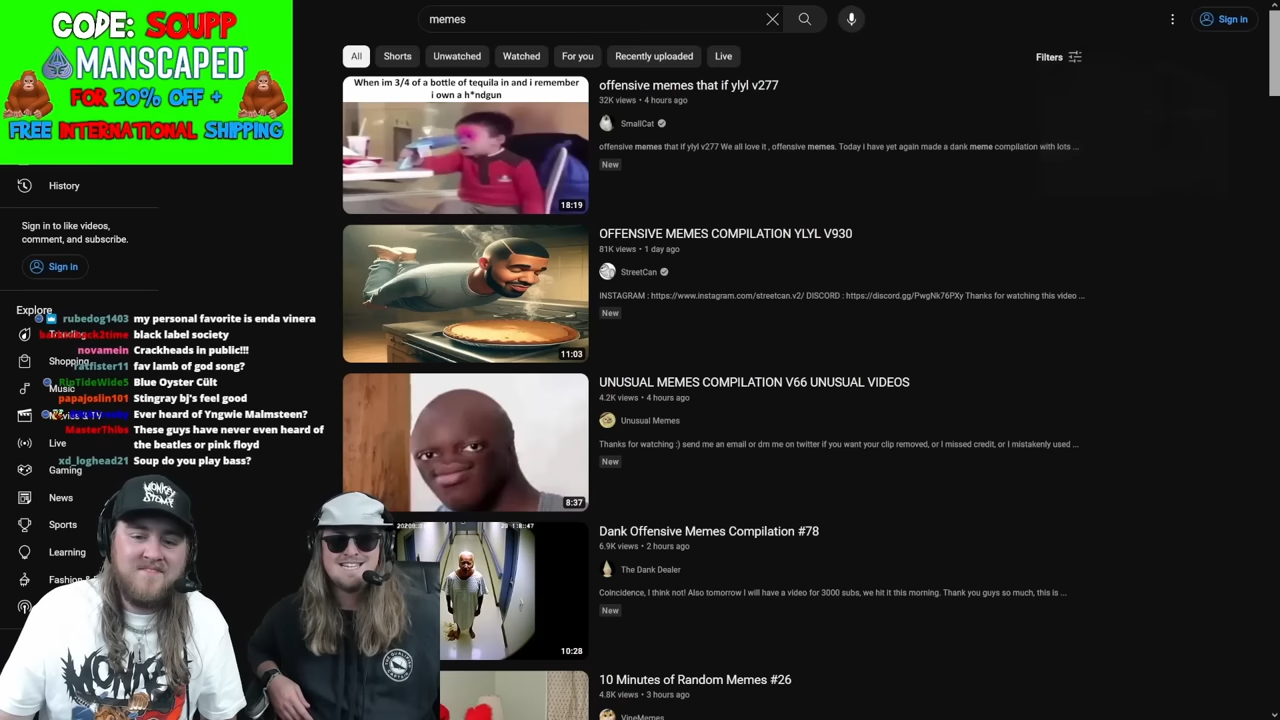 CODE: SOUPP
MANSCAPED
FOR 20% OFF +
FREE INTERNATIONAL SHIPPING
memes
Sign in
All
Shorts
Unwatched
Watched
For you
Recently uploaded
Live
Filters
When im 3/4 of a bottle of tequila in and i remember
i own a h*ndgun
18:19
offensive memes that if ylyl v277
32K views • 4 hours ago
SmallCat
offensive memes that if ylyl v277 We all love it , offensive memes. Today i have yet again made a dank meme compilation with lots ...
New
History
Sign in to like videos,
comment, and subscribe.
Sign in
OFFENSIVE MEMES COMPILATION YLYL V930
81K views • 1 day ago
StreetCan
INSTAGRAM : https://www.instagram.com/streetcan.v2/ DISCORD : https://discord.gg/PwgNk76PXy Thanks for watching this video ...
New
11:03
Explore
rubedog1403 my personal favorite is enda vinera
black label society
novamein Crackheads in public!!!
Shopping
ratfister11 fav lamb of god song?
RipTideWide5 Blue Oyster Cült
Music
papajoslin101 Stingray bj's feel good
Ever heard of Yngwie Malmsteen?
MasterThibs These guys have never even heard of
the beatles or pink floyd
Live
xd_loghead21 Soup do you play bass?
Gaming
News
Sports
Learning
UNUSUAL MEMES COMPILATION V66 UNUSUAL VIDEOS
4.2K views • 4 hours ago
Unusual Memes
Thanks for watching :) send me an email or dm me on twitter if you want your clip removed, or I missed credit, or I mistakenly used ...
New
8:37
Dank Offensive Memes Compilation #78
6.9K views • 2 hours ago
The Dank Dealer
Coincidence, I think not! Also tomorrow I will have a video for 3000 subs, we hit it this morning. Thank you guys so much, this is ...
New
10:28
10 Minutes of Random Memes #26
4.8K views • 3 hours ago
VineMemes
MONKEY
STOMP